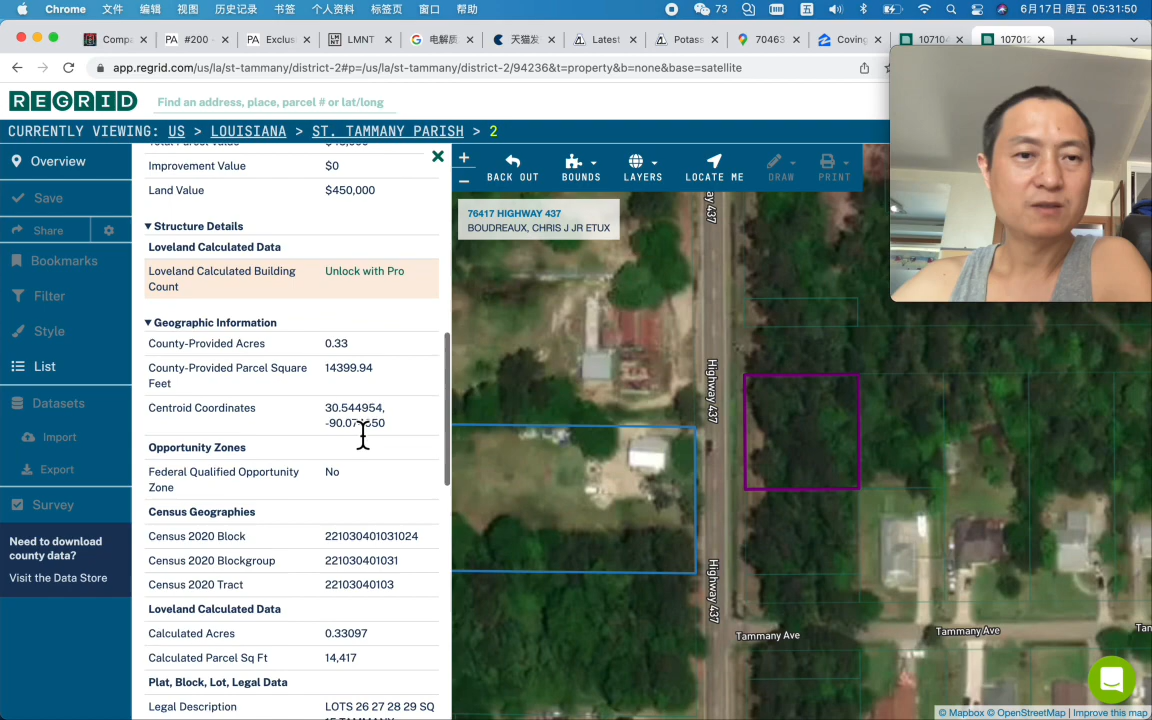 Chrome 文件 编辑 视图 历史记录 书签 个人资料 标签页 窗口 帮助 73 五 6月17日 周五 05:31:50
Compa PA #200 - PA Exclus LMNT 电解质 天猫发 Latest Potass 70463 Coving 10710 10701
app.regrid.com/us/la/st-tammany/district-2#p=/us/la/st-tammany/district-2/94236&t=property&b=none&base=satellite
REGRID Find an address, place, parcel # or lat/long
CURRENTLY VIEWING: US > LOUISIANA > ST. TAMMANY PARISH > 2
Overview
Save
Share
Bookmarks
Filter
Style
List
Datasets
Import
Export
Survey
Need to download county data?
Visit the Data Store
Improvement Value $0
Land Value $450,000
Structure Details
Loveland Calculated Data
Loveland Calculated Building Unlock with Pro
Count
Geographic Information
County-Provided Acres 0.33
County-Provided Parcel Square 14399.94
Feet
Centroid Coordinates 30.544954,
Opportunity Zones
Federal Qualified Opportunity No
Zone
Census Geographies
Census 2020 Block 221030401031024
Census 2020 Blockgroup 221030401031
Census 2020 Tract 22103040103
Loveland Calculated Data
Calculated Acres 0.33097
Calculated Parcel Sq Ft 14,417
Plat, Block, Lot, Legal Data
Legal Description LOTS 26 27 28 29 SQ
BACK OUT BOUNDS LAYERS LOCATE ME DRAW PRINT
76417 HIGHWAY 437
BOUDREAUX, CHRIS J JR ETUX
Highway 437
Highway 437
Tammany Ave
Tammany Ave
© Mapbox © OpenStreetMap | Improve this map